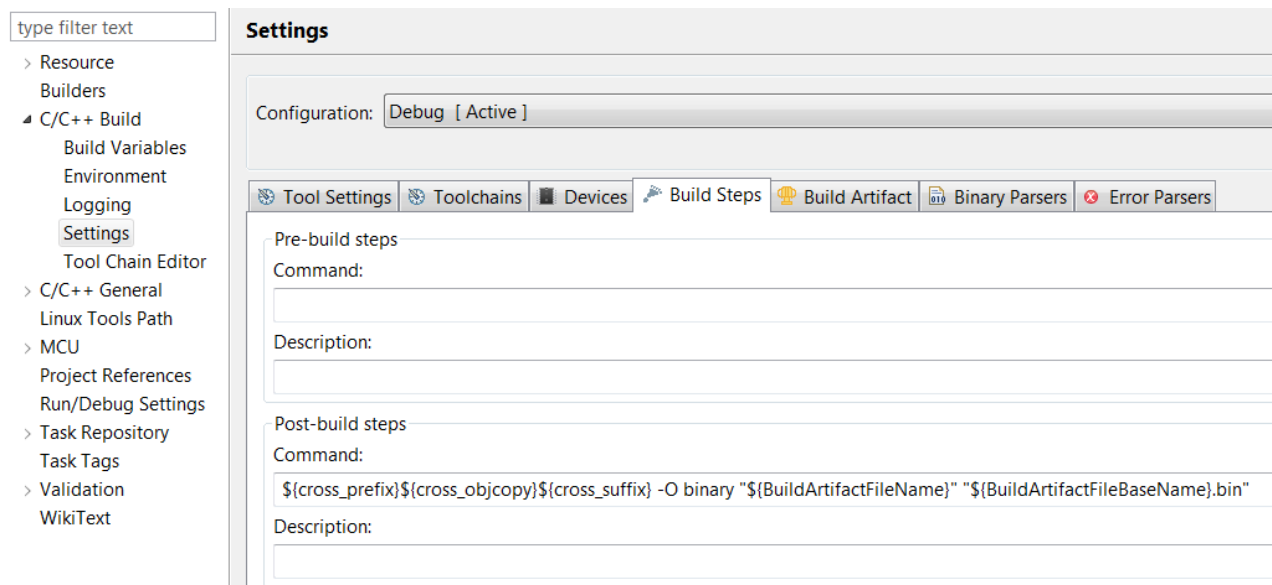 type filter text
Resource
Builders
C/C++ Build
Build Variables
Environment
Logging
Settings
Tool Chain Editor
C/C++ General
Linux Tools Path
MCU
Project References
Run/Debug Settings
Task Repository
Task Tags
Validation
WikiText
Settings
Configuration: Debug [ Active ]
Tool Settings Toolchains Devices Build Steps Build Artifact Binary Parsers Error Parsers
Pre-build steps
Command:
Description:
Post-build steps
Command:
${cross_prefix}${cross_objcopy}${cross_suffix} -O binary "${BuildArtifactFileName}" "${BuildArtifactFileBaseName}.bin"
Description: